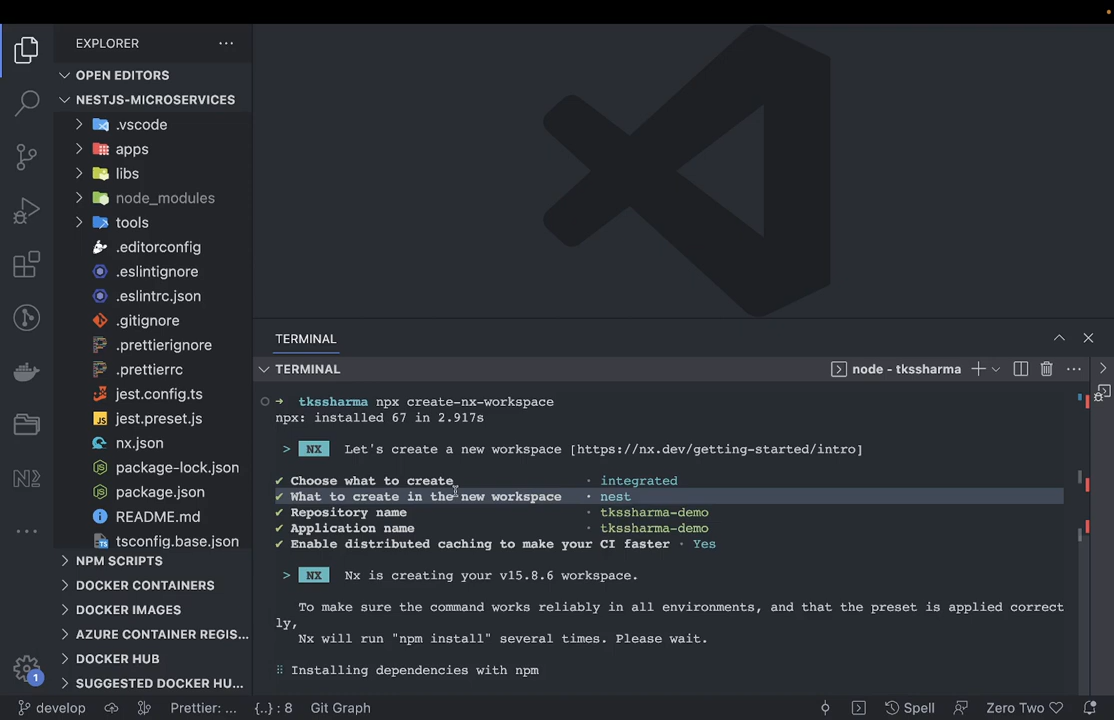 EXPLORER
OPEN EDITORS
NESTJS-MICROSERVICES
.vscode
apps
libs
node_modules
tools
.editorconfig
.eslintignore
.eslintrc.json
.gitignore
.prettierignore
.prettierrc
jest.config.ts
jest.preset.js
nx.json
package-lock.json
package.json
README.md
tsconfig.base.json
NPM SCRIPTS
DOCKER CONTAINERS
DOCKER IMAGES
AZURE CONTAINER REGIS...
DOCKER HUB
SUGGESTED DOCKER HU...
TERMINAL
TERMINAL
node - tkssharma
→ tkssharma npx create-nx-workspace
npx: installed 67 in 2.917s
> NX Let's create a new workspace [https://nx.dev/getting-started/intro]
✔ Choose what to create · integrated
✔ What to create in the new workspace · nest
✔ Repository name · tkssharma-demo
✔ Application name · tkssharma-demo
✔ Enable distributed caching to make your CI faster · Yes
> NX Nx is creating your v15.8.6 workspace.
To make sure the command works reliably in all environments, and that the preset is applied correct
ly,
Nx will run "npm install" several times. Please wait.
⠸ Installing dependencies with npm
1
develop Prettier: ... {..} : 8 Git Graph Spell Zero Two